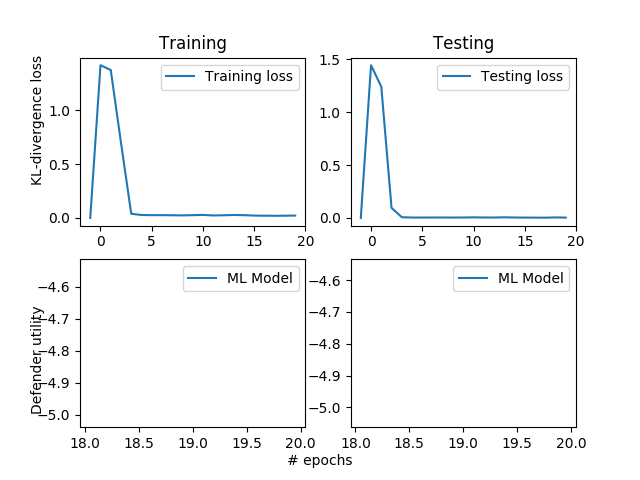 Training
Testing
KL-divergence loss
Training loss
Testing loss
1.0
0.5
0.0
1.5
1.0
0.5
0.0
0 5 10 15 20
0 5 10 15 20
Defender utility
ML Model
ML Model
−4.6
−4.7
−4.8
−4.9
−5.0
−4.6
−4.7
−4.8
−4.9
−5.0
18.0 18.5 19.0 19.5 20.0
18.0 18.5 19.0 19.5 20.0
# epochs